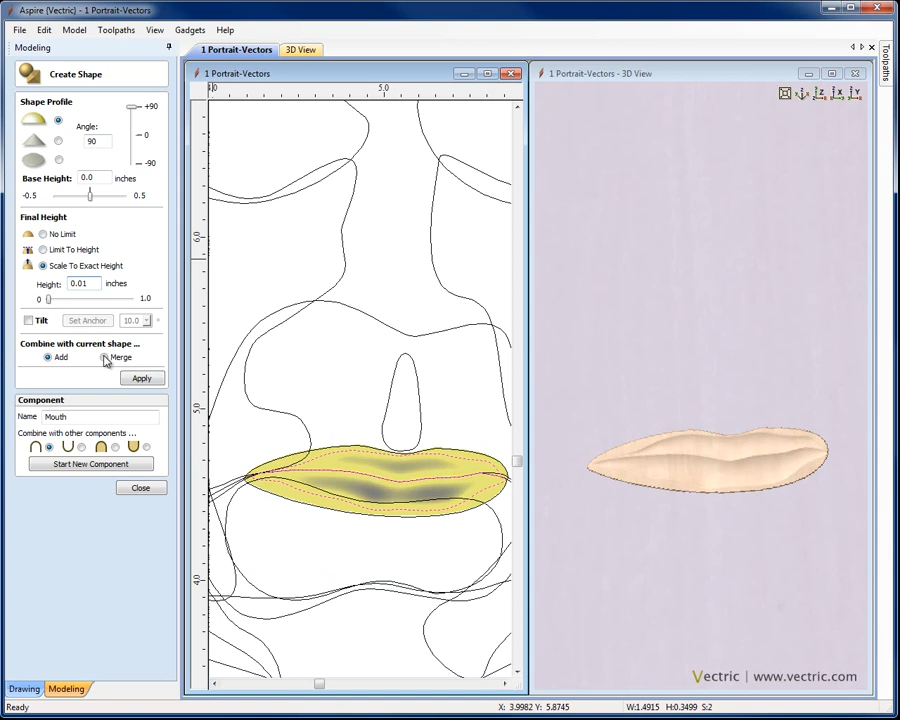 Aspire (Vectric) - 1 Portrait-Vectors
File Edit Model Toolpaths View Gadgets Help
Modeling
1 Portrait-Vectors 3D View
Toolpaths
Create Shape
1 Portrait-Vectors
1 Portrait-Vectors - 3D View
5.0
Z X Y
Shape Profile
+90
Angle:
90
0
-90
Base Height: 0.0 inches
-0.5 0.5
Final Height
No Limit
6.0
Limit To Height
Scale To Exact Height
Height: 0.01 inches
0 1.0
Tilt Set Anchor 10.0 °
Combine with current shape ...
Add Merge
Apply
Component
5.0
Name Mouth
Combine with other components ...
Start New Component
Close
4.0
Vectric | www.vectric.com
Drawing Modeling
Ready X: 3.9982 Y: 5.8745 W:1.4915 H:0.3499 S:2